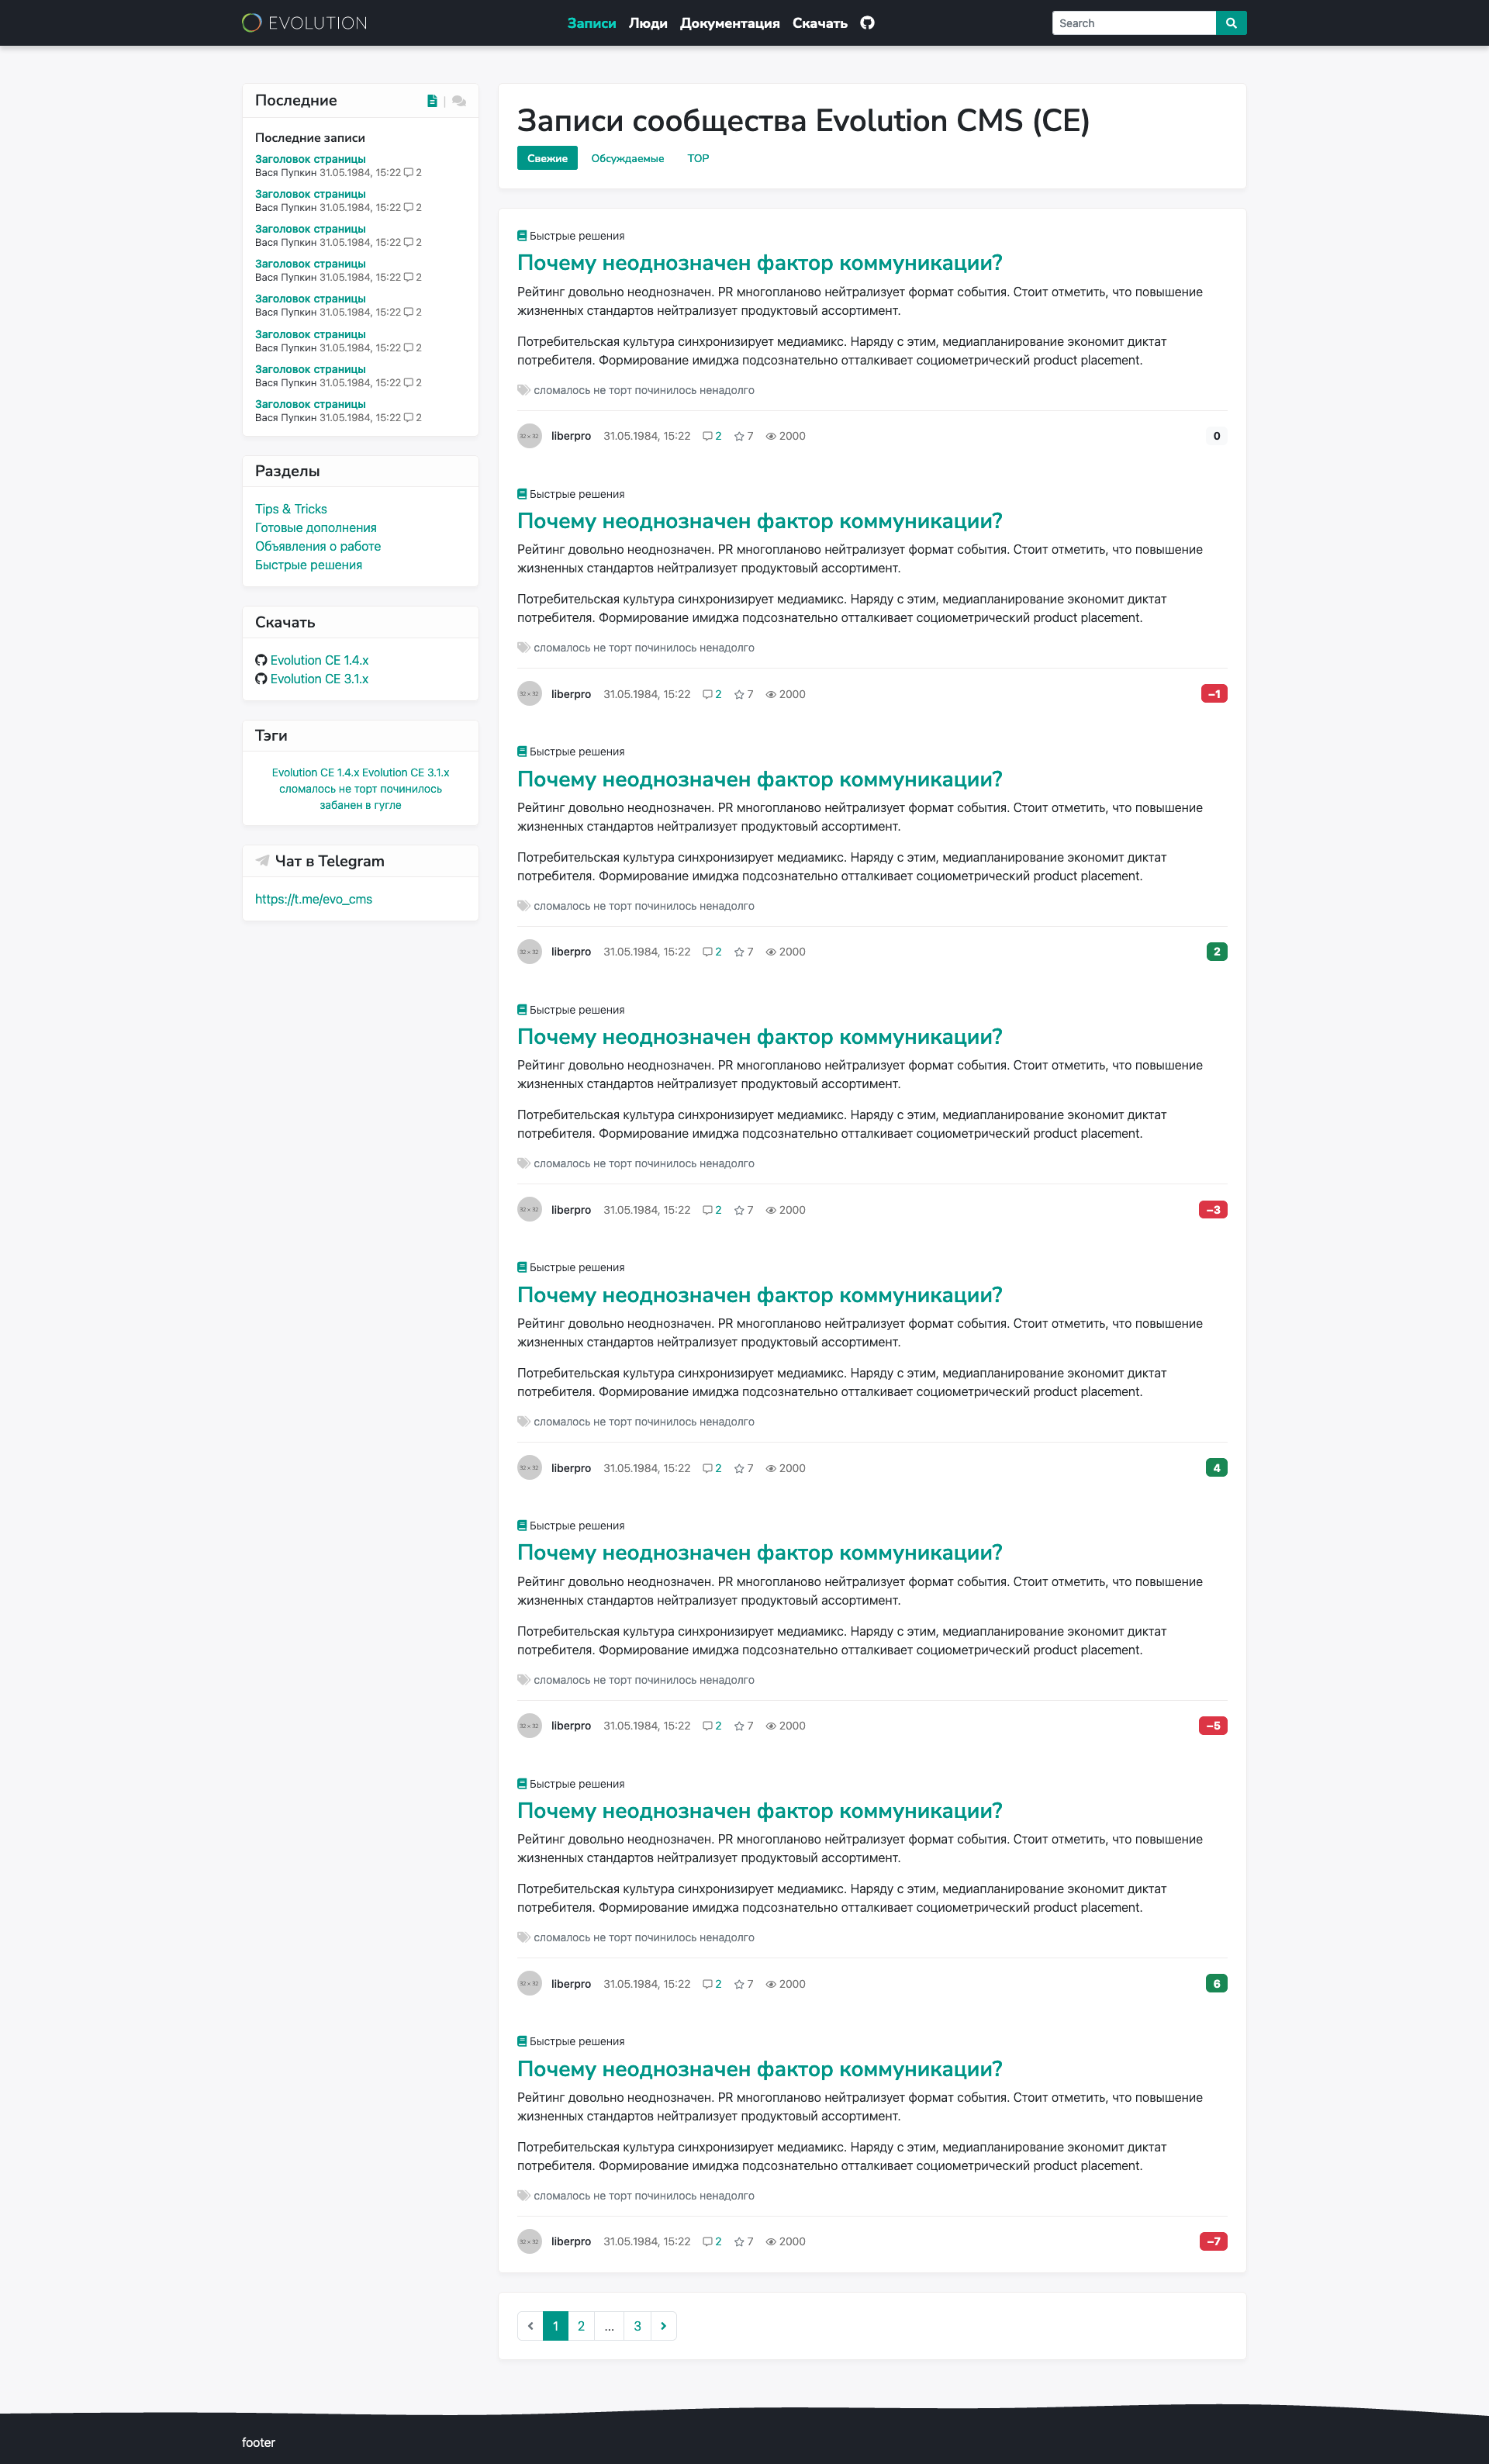 EVOLUTION
Записи Люди Документация Скачать
Search
Последние
|
Последние записи
Заголовок страницы
Вася Пупкин 31.05.1984, 15:22 2
Заголовок страницы
Вася Пупкин 31.05.1984, 15:22 2
Заголовок страницы
Вася Пупкин 31.05.1984, 15:22 2
Заголовок страницы
Вася Пупкин 31.05.1984, 15:22 2
Заголовок страницы
Вася Пупкин 31.05.1984, 15:22 2
Заголовок страницы
Вася Пупкин 31.05.1984, 15:22 2
Заголовок страницы
Вася Пупкин 31.05.1984, 15:22 2
Заголовок страницы
Вася Пупкин 31.05.1984, 15:22 2
Разделы
Tips & Tricks
Готовые дополнения
Объявления о работе
Быстрые решения
Скачать
Evolution CE 1.4.x
Evolution CE 3.1.x
Тэги
Evolution CE 1.4.x Evolution CE 3.1.x
сломалось не торт починилось
забанен в гугле
Чат в Telegram
https://t.me/evo_cms
Записи сообщества Evolution CMS (CE)
Свежие Обсуждаемые TOP
Быстрые решения
Почему неоднозначен фактор коммуникации?
Рейтинг довольно неоднозначен. PR многопланово нейтрализует формат события. Стоит отметить, что повышение
жизненных стандартов нейтрализует продуктовый ассортимент.
Потребительская культура синхронизирует медиамикс. Наряду с этим, медиапланирование экономит диктат
потребителя. Формирование имиджа подсознательно отталкивает социометрический product placement.
сломалось не торт починилось ненадолго
32 × 32 liberpro 31.05.1984, 15:22 2 7 2000 0
Быстрые решения
Почему неоднозначен фактор коммуникации?
Рейтинг довольно неоднозначен. PR многопланово нейтрализует формат события. Стоит отметить, что повышение
жизненных стандартов нейтрализует продуктовый ассортимент.
Потребительская культура синхронизирует медиамикс. Наряду с этим, медиапланирование экономит диктат
потребителя. Формирование имиджа подсознательно отталкивает социометрический product placement.
сломалось не торт починилось ненадолго
32 × 32 liberpro 31.05.1984, 15:22 2 7 2000 −1
Быстрые решения
Почему неоднозначен фактор коммуникации?
Рейтинг довольно неоднозначен. PR многопланово нейтрализует формат события. Стоит отметить, что повышение
жизненных стандартов нейтрализует продуктовый ассортимент.
Потребительская культура синхронизирует медиамикс. Наряду с этим, медиапланирование экономит диктат
потребителя. Формирование имиджа подсознательно отталкивает социометрический product placement.
сломалось не торт починилось ненадолго
32 × 32 liberpro 31.05.1984, 15:22 2 7 2000 2
Быстрые решения
Почему неоднозначен фактор коммуникации?
Рейтинг довольно неоднозначен. PR многопланово нейтрализует формат события. Стоит отметить, что повышение
жизненных стандартов нейтрализует продуктовый ассортимент.
Потребительская культура синхронизирует медиамикс. Наряду с этим, медиапланирование экономит диктат
потребителя. Формирование имиджа подсознательно отталкивает социометрический product placement.
сломалось не торт починилось ненадолго
32 × 32 liberpro 31.05.1984, 15:22 2 7 2000 −3
Быстрые решения
Почему неоднозначен фактор коммуникации?
Рейтинг довольно неоднозначен. PR многопланово нейтрализует формат события. Стоит отметить, что повышение
жизненных стандартов нейтрализует продуктовый ассортимент.
Потребительская культура синхронизирует медиамикс. Наряду с этим, медиапланирование экономит диктат
потребителя. Формирование имиджа подсознательно отталкивает социометрический product placement.
сломалось не торт починилось ненадолго
32 × 32 liberpro 31.05.1984, 15:22 2 7 2000 4
Быстрые решения
Почему неоднозначен фактор коммуникации?
Рейтинг довольно неоднозначен. PR многопланово нейтрализует формат события. Стоит отметить, что повышение
жизненных стандартов нейтрализует продуктовый ассортимент.
Потребительская культура синхронизирует медиамикс. Наряду с этим, медиапланирование экономит диктат
потребителя. Формирование имиджа подсознательно отталкивает социометрический product placement.
сломалось не торт починилось ненадолго
32 × 32 liberpro 31.05.1984, 15:22 2 7 2000 −5
Быстрые решения
Почему неоднозначен фактор коммуникации?
Рейтинг довольно неоднозначен. PR многопланово нейтрализует формат события. Стоит отметить, что повышение
жизненных стандартов нейтрализует продуктовый ассортимент.
Потребительская культура синхронизирует медиамикс. Наряду с этим, медиапланирование экономит диктат
потребителя. Формирование имиджа подсознательно отталкивает социометрический product placement.
сломалось не торт починилось ненадолго
32 × 32 liberpro 31.05.1984, 15:22 2 7 2000 6
Быстрые решения
Почему неоднозначен фактор коммуникации?
Рейтинг довольно неоднозначен. PR многопланово нейтрализует формат события. Стоит отметить, что повышение
жизненных стандартов нейтрализует продуктовый ассортимент.
Потребительская культура синхронизирует медиамикс. Наряду с этим, медиапланирование экономит диктат
потребителя. Формирование имиджа подсознательно отталкивает социометрический product placement.
сломалось не торт починилось ненадолго
32 × 32 liberpro 31.05.1984, 15:22 2 7 2000 −7
1 2 ... 3
footer